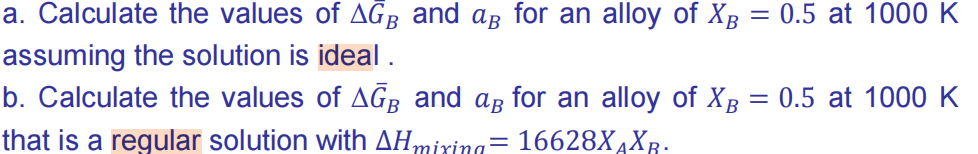 a. Calculate the values of ΔḠ_B and a_B for an alloy of X_B = 0.5 at 1000 K
assuming the solution is ideal .
b. Calculate the values of ΔḠ_B and a_B for an alloy of X_B = 0.5 at 1000 K
that is a regular solution with ΔH_mixing= 16628X_AX_B.